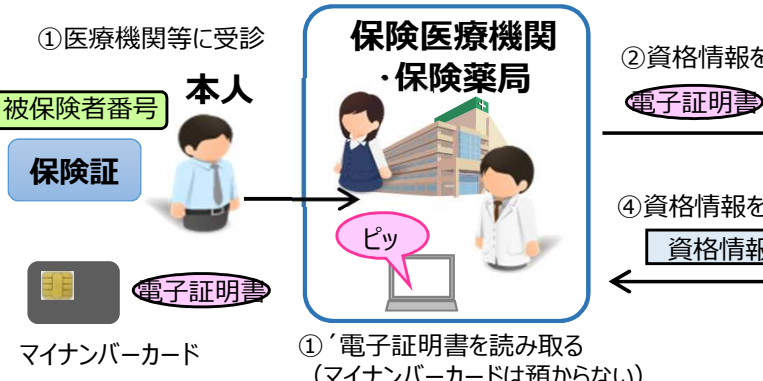 ①医療機関等に受診
本人
被保険者番号
保険証
電子証明書
マイナンバーカード
保険医療機関
・保険薬局
ピッ
①´電子証明書を読み取る
（マイナンバーカードは預からない）
②資格情報を
電子証明書
④資格情報を
資格情報